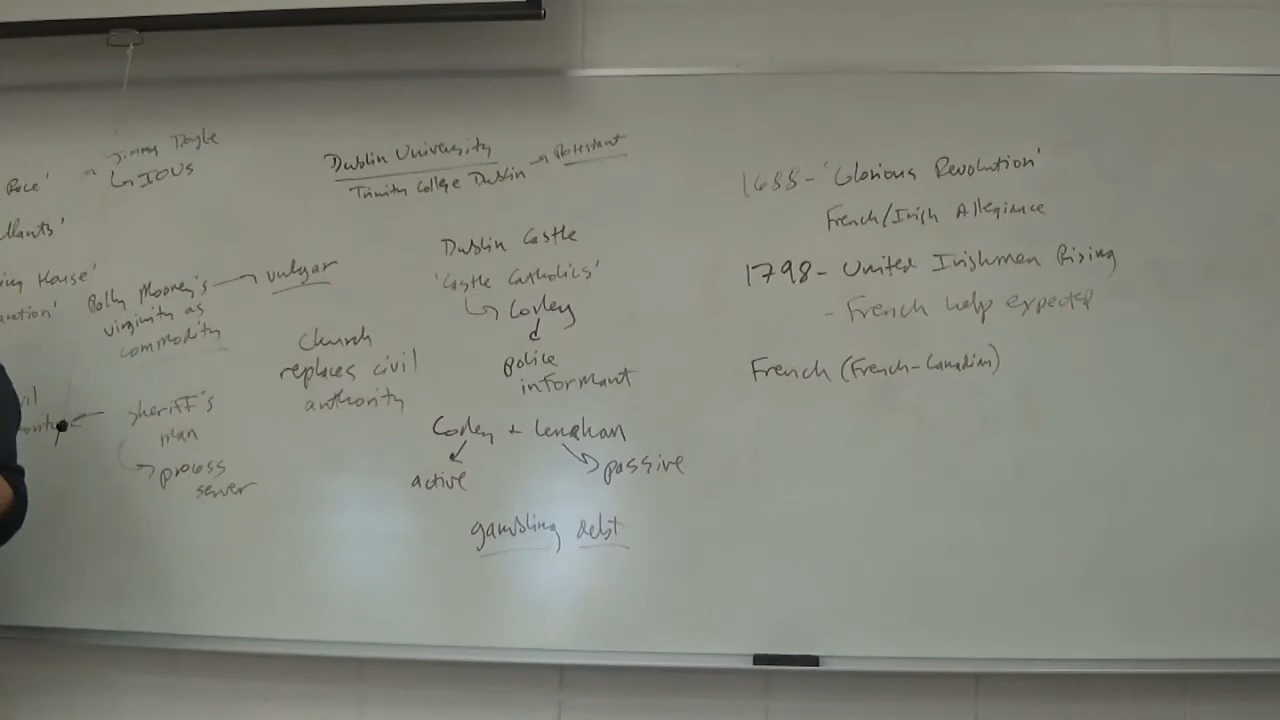 Race'
Jimmy Doyle
IOUS
llants'
ing House'
Polly Mooney's
vulgar
virginity as
commodity
Church
replaces civil
authority
sheriff's
man
process
server
Dublin University
Trinity College Dublin
Protestant
Dublin Castle
'Castle Catholics'
Corley
police
informant
Corley + Lenehan
active
passive
gambling debt
1688 - 'Glorious Revolution'
French/Irish Allegiance
1798 - United Irishmen Rising
- French help expected
French (French-Canadian)